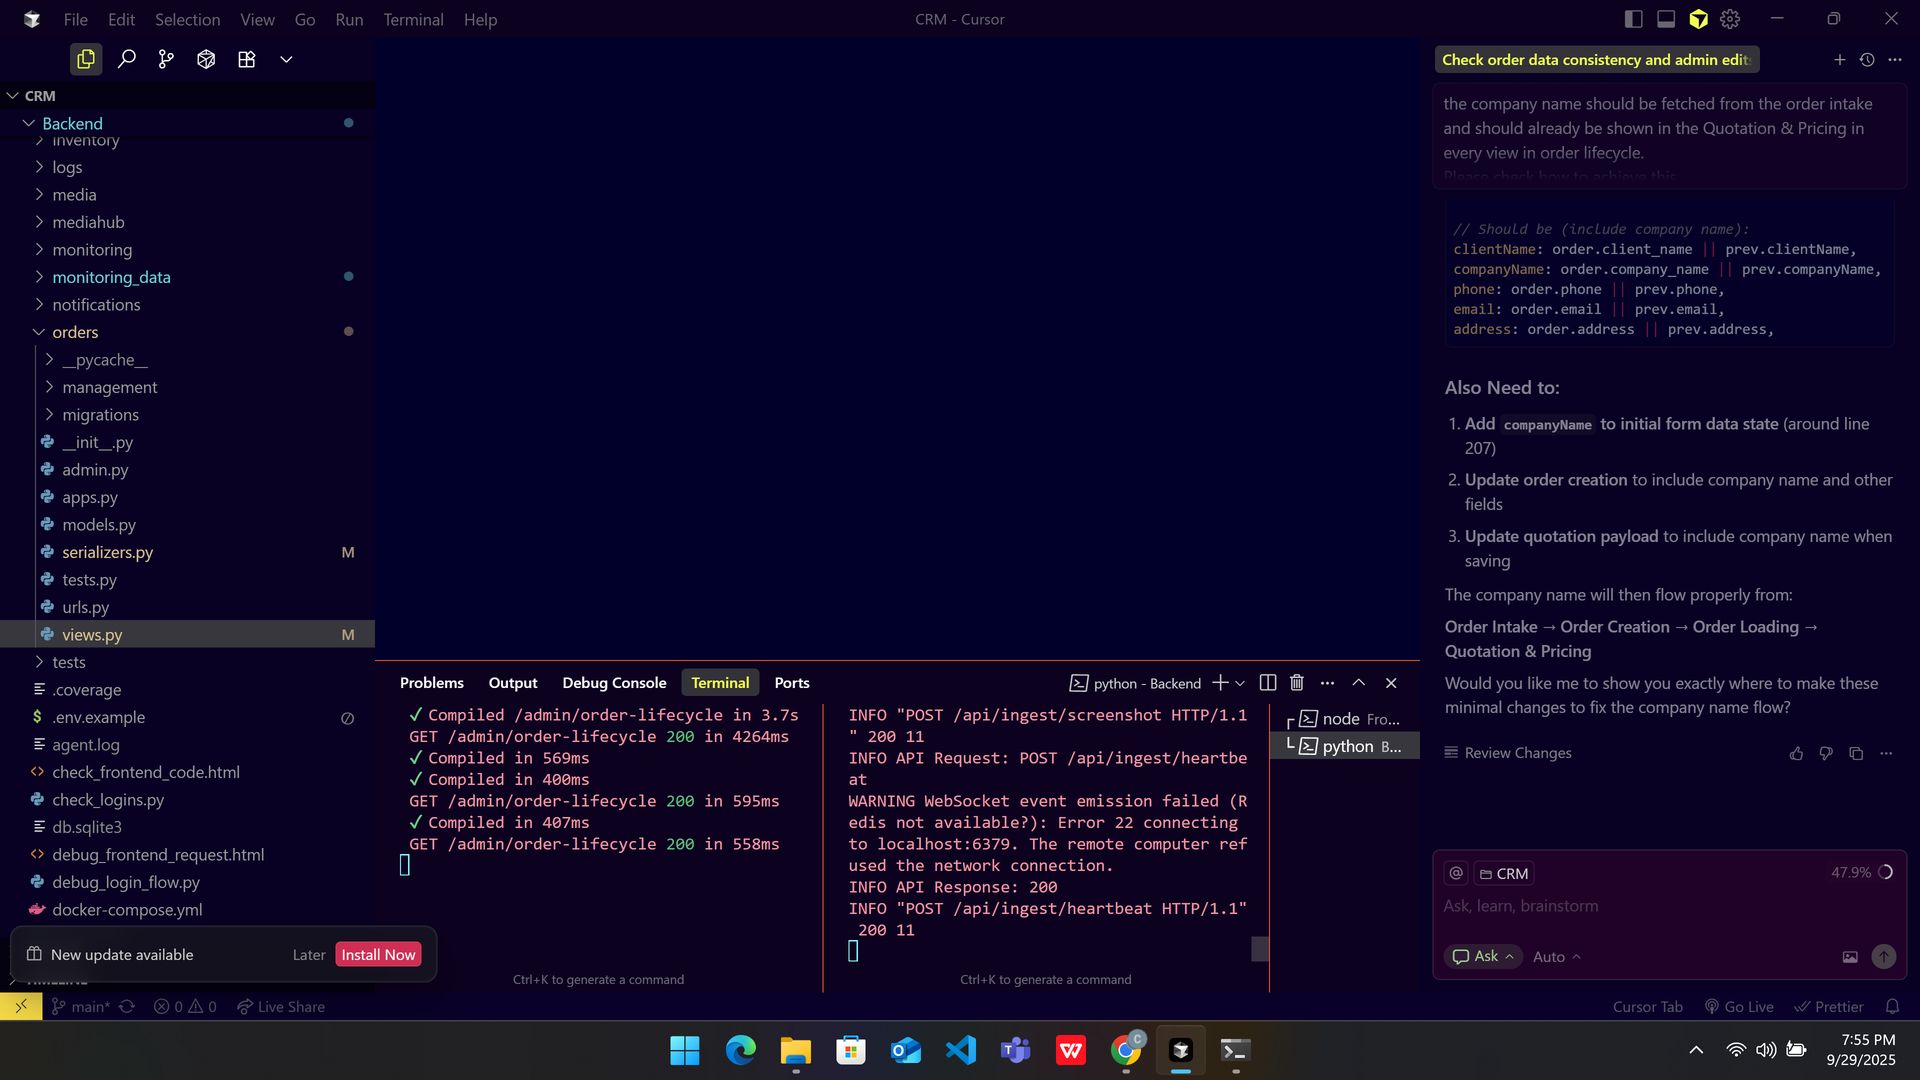 File Edit Selection View Go Run Terminal Help
CRM - Cursor
CRM
Backend
inventory
logs
media
mediahub
monitoring
monitoring_data
notifications
orders
__pycache__
management
migrations
__init__.py
admin.py
apps.py
models.py
serializers.py M
tests.py
urls.py
views.py M
tests
.coverage
.env.example
agent.log
check_frontend_code.html
check_logins.py
db.sqlite3
debug_frontend_request.html
debug_login_flow.py
docker-compose.yml
TIMELINE
New update available Later Install Now
Problems Output Debug Console Terminal Ports
python - Backend
✓ Compiled /admin/order-lifecycle in 3.7s
GET /admin/order-lifecycle 200 in 4264ms
✓ Compiled in 569ms
✓ Compiled in 400ms
GET /admin/order-lifecycle 200 in 595ms
✓ Compiled in 407ms
GET /admin/order-lifecycle 200 in 558ms
Ctrl+K to generate a command
INFO "POST /api/ingest/screenshot HTTP/1.1
" 200 11
INFO API Request: POST /api/ingest/heartbe
at
WARNING WebSocket event emission failed (R
edis not available?): Error 22 connecting
to localhost:6379. The remote computer ref
used the network connection.
INFO API Response: 200
INFO "POST /api/ingest/heartbeat HTTP/1.1"
200 11
Ctrl+K to generate a command
node Fro...
python B...
Check order data consistency and admin edit
the company name should be fetched from the order intake
and should already be shown in the Quotation & Pricing in
every view in order lifecycle.
Please check how to achieve this
// Should be (include company name):
clientName: order.client_name || prev.clientName,
companyName: order.company_name || prev.companyName,
phone: order.phone || prev.phone,
email: order.email || prev.email,
address: order.address || prev.address,
Also Need to:
1. Add companyName to initial form data state (around line
207)
2. Update order creation to include company name and other
fields
3. Update quotation payload to include company name when
saving
The company name will then flow properly from:
Order Intake → Order Creation → Order Loading →
Quotation & Pricing
Would you like me to show you exactly where to make these
minimal changes to fix the company name flow?
Review Changes
@ CRM 47.9%
Ask, learn, brainstorm
Ask Auto
main* 0 0 Live Share
Cursor Tab Go Live Prettier
C
7:55 PM
9/29/2025